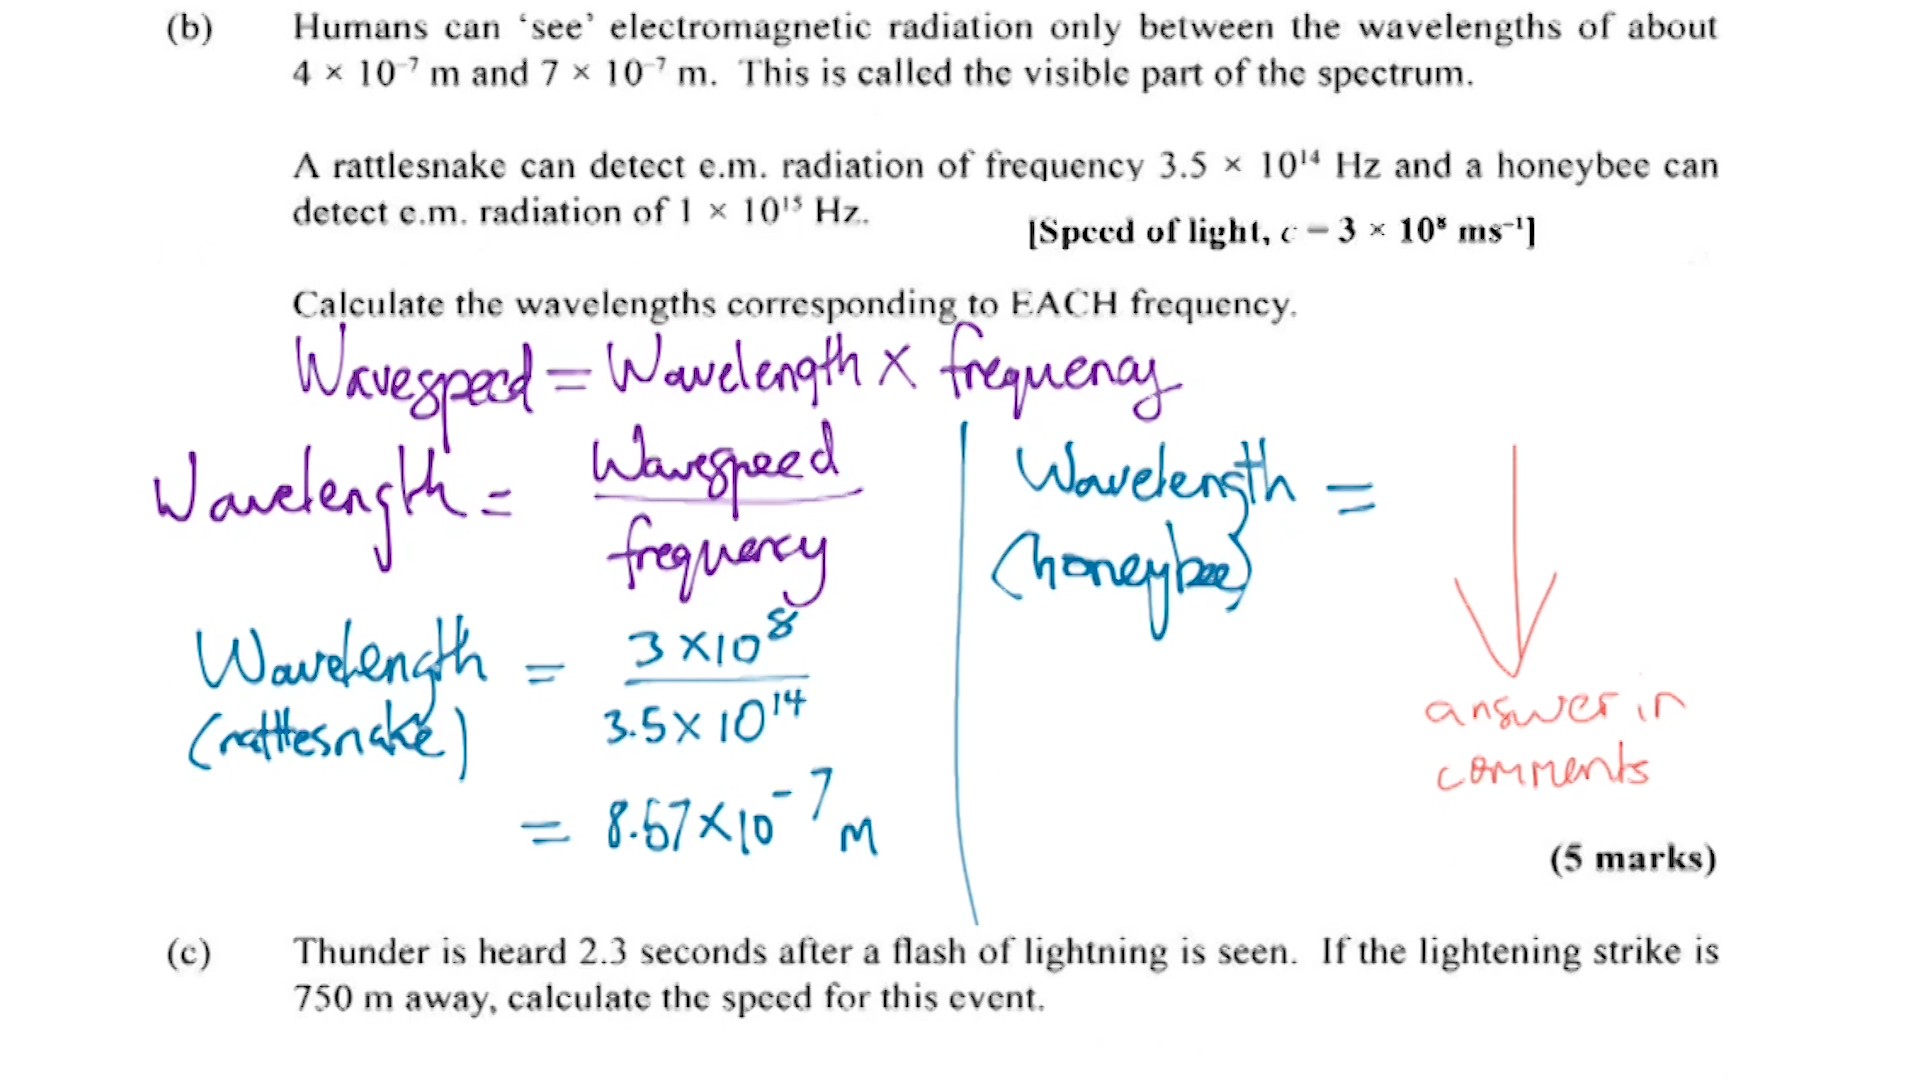 (b) Humans can ‘see’ electromagnetic radiation only between the wavelengths of about
4 × 10⁻⁷ m and 7 × 10⁻⁷ m. This is called the visible part of the spectrum.
A rattlesnake can detect e.m. radiation of frequency 3.5 × 10¹⁴ Hz and a honeybee can
detect e.m. radiation of 1 × 10¹⁵ Hz.
[Speed of light, c = 3 × 10⁸ ms⁻¹]
Calculate the wavelengths corresponding to EACH frequency.
Wavespeed = Wavelength × frequency
Wavelength = Wavespeed
frequency
Wavelength = 3 × 10⁸
(rattlesnake) 3.5 × 10¹⁴
= 8.57 × 10⁻⁷ m
Wavelength =
(honeybee)
answer in
comments
(5 marks)
(c) Thunder is heard 2.3 seconds after a flash of lightning is seen. If the lightening strike is
750 m away, calculate the speed for this event.